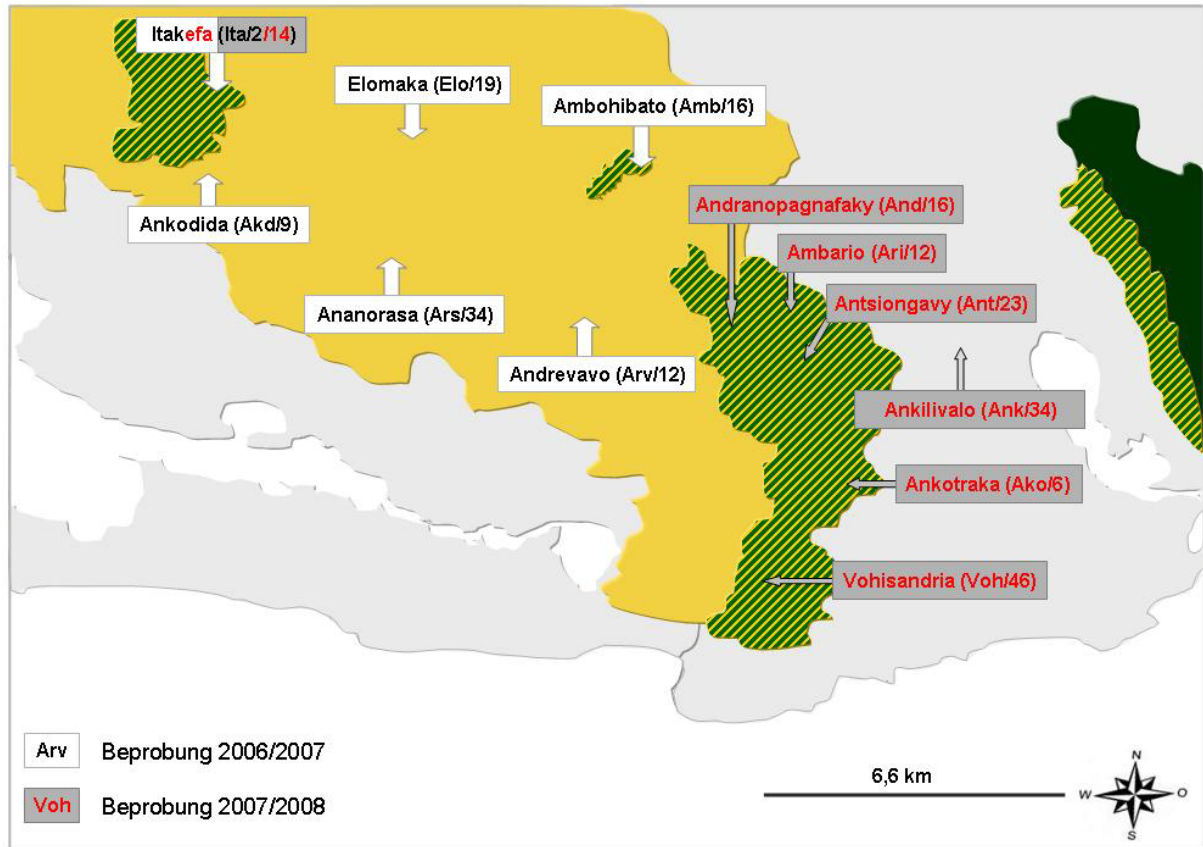 Itakefa (Ita/2/14)
Elomaka (Elo/19)
Ambohibato (Amb/16)
Andranopagnafaky (And/16)
Ankodida (Akd/9)
Ambario (Ari/12)
Antsiongavy (Ant/23)
Ananorasa (Ars/34)
Andrevavo (Arv/12)
Ankilivalo (Ank/34)
Ankotraka (Ako/6)
Vohisandria (Voh/46)
Arv Beprobung 2006/2007
Voh Beprobung 2007/2008
6,6 km
N
W O
S